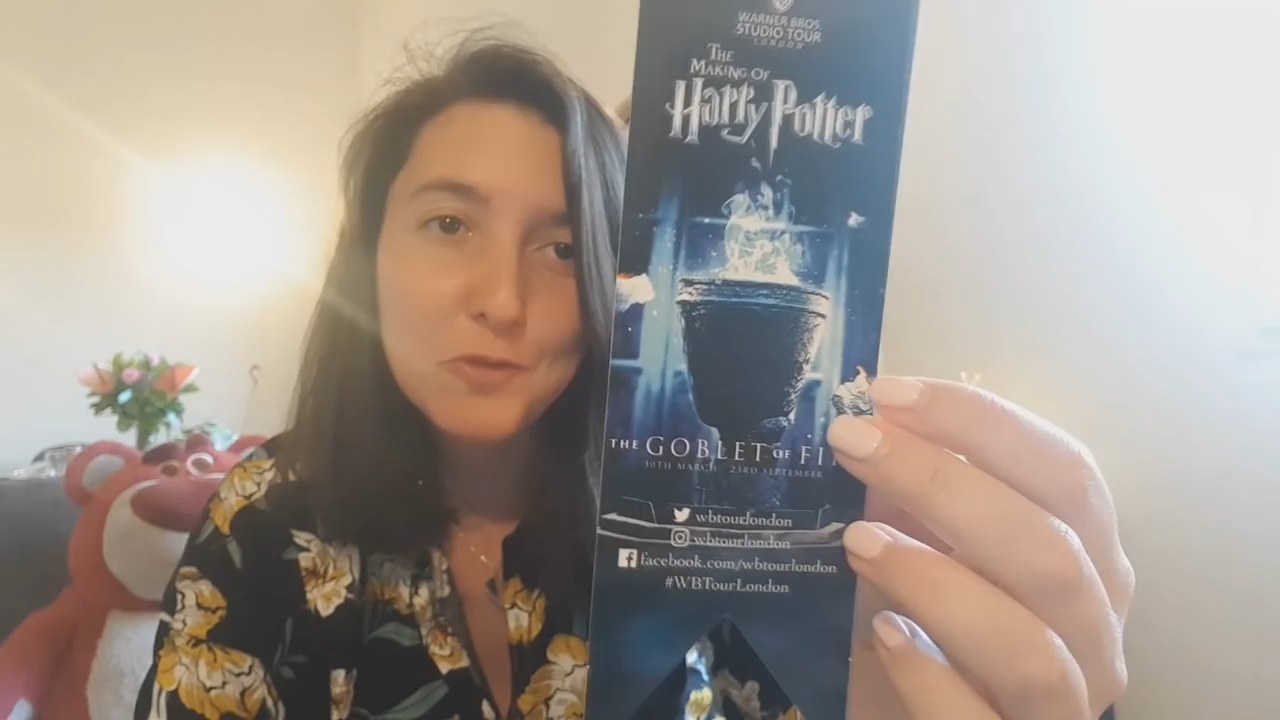 WARNER BROS.
STUDIO TOUR
LONDON
THE
MAKING OF
Harry Potter
THE GOBLET OF FI
30TH MARCH - 23RD SEPTEMBER
wbtourlondon
wbtourlondon
facebook.com/wbtourlondon
#WBTourLondon